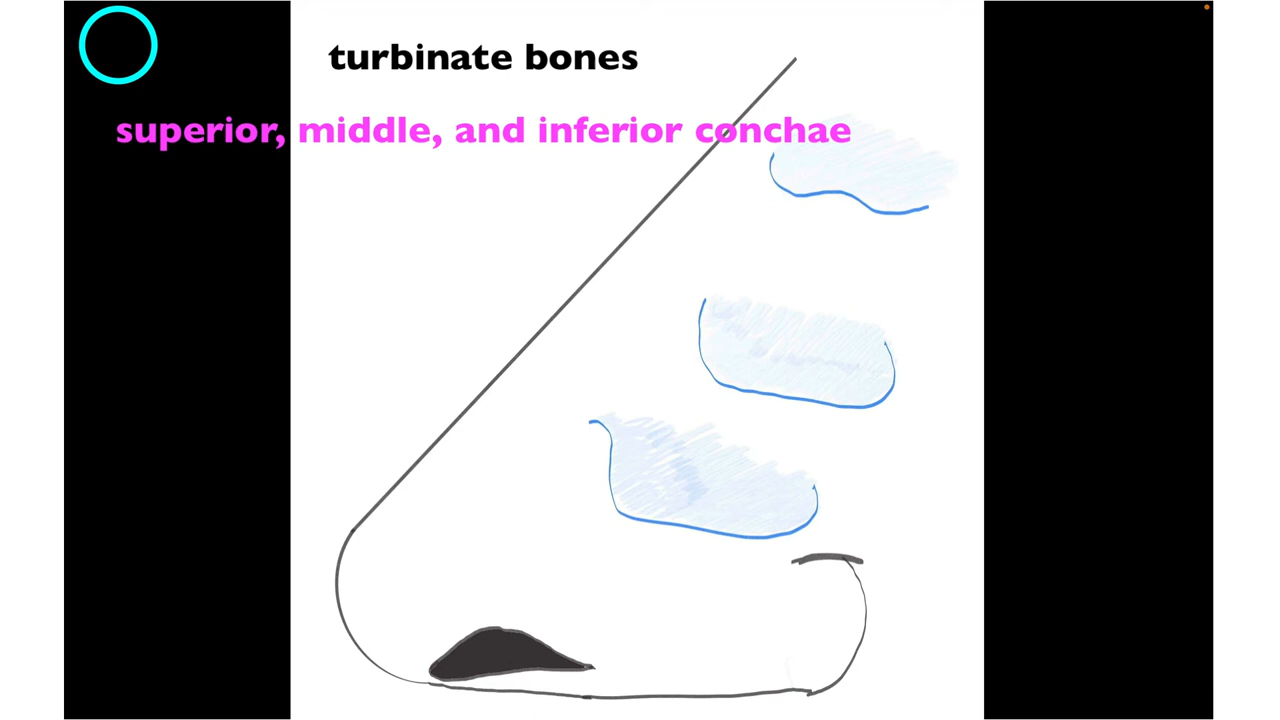 turbinate bones
superior, middle, and inferior conchae